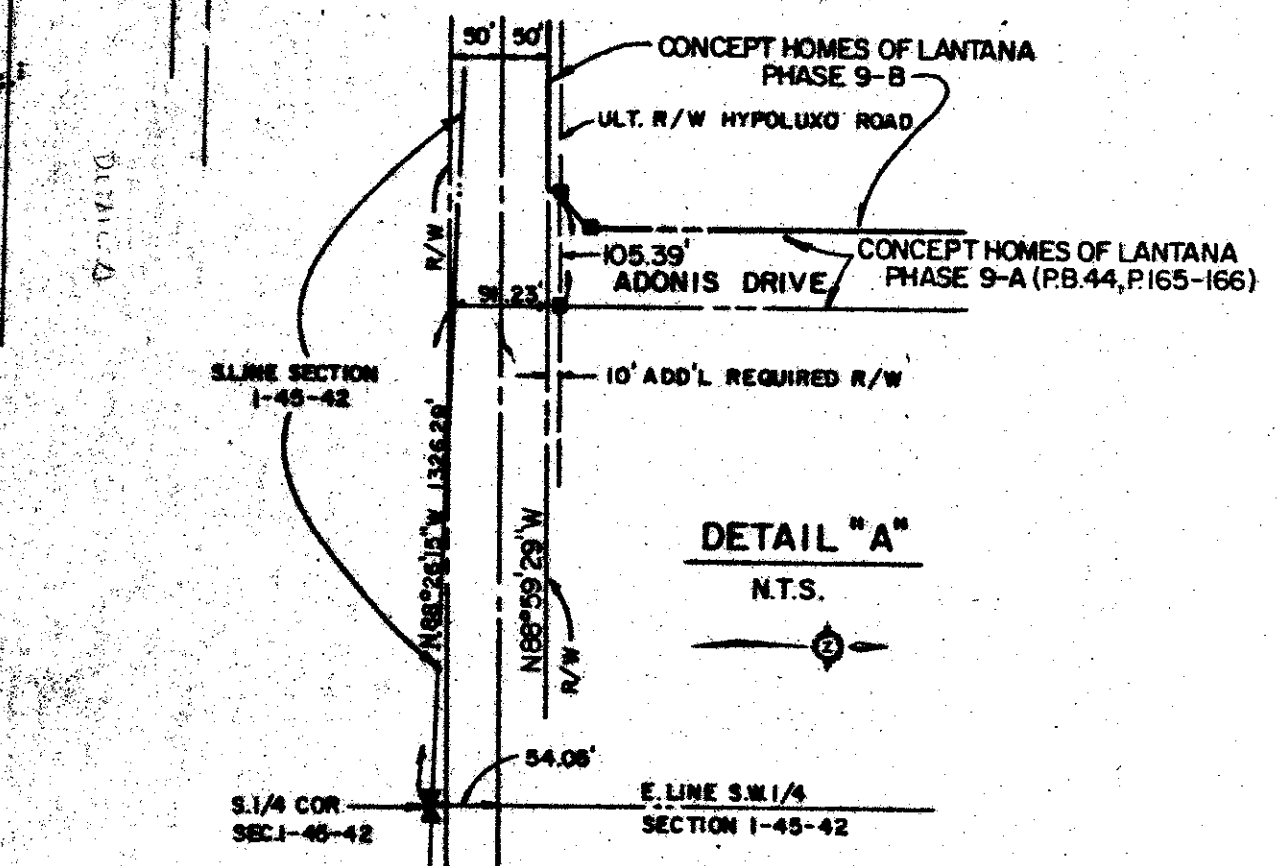 50' 50'
CONCEPT HOMES OF LANTANA
PHASE 9-B
ULT. R/W HYPOLUXO ROAD
DETAIL A
R/W
105.39'
CONCEPT HOMES OF LANTANA
PHASE 9-A (P.B.44, P.165-166)
ADONIS DRIVE
91.23'
S.LINE SECTION
1-45-42
10' ADD'L REQUIRED R/W
N88°26'15"W 1326.29'
N88°59'29"W
R/W
DETAIL "A"
N.T.S.
Z
54.08'
S.1/4 COR
SEC.1-45-42
E. LINE S.W.1/4
SECTION 1-45-42